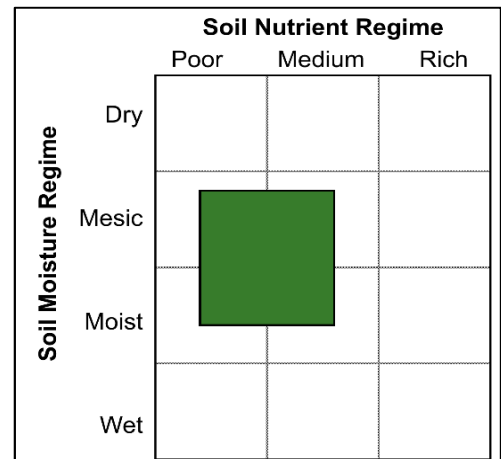 Soil Nutrient Regime
Poor Medium Rich
Soil Moisture Regime
Dry
Mesic
Moist
Wet